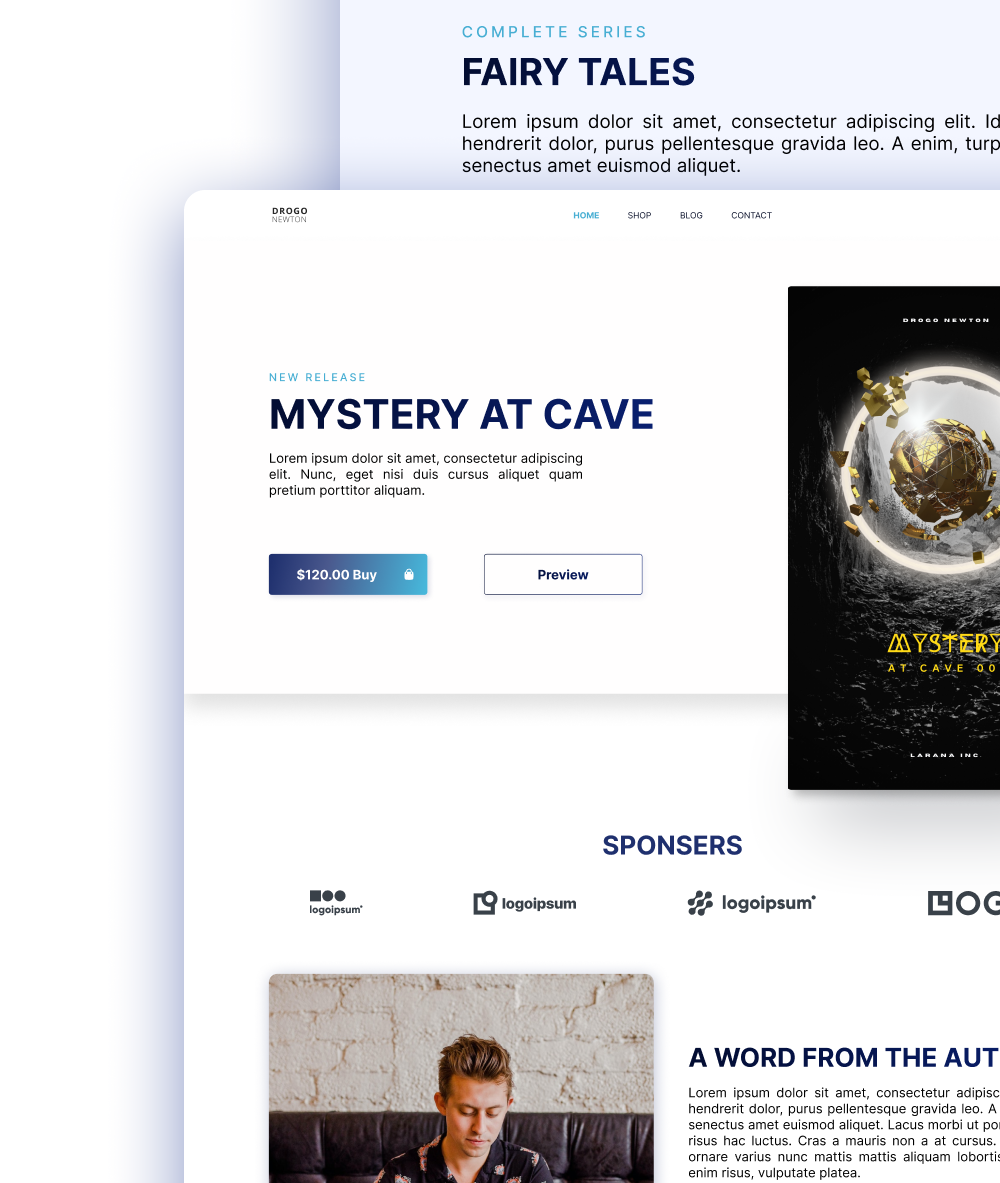 COMPLETE SERIES
FAIRY TALES
Lorem ipsum dolor sit amet, consectetur adipiscing elit. Id
hendrerit dolor, purus pellentesque gravida leo. A enim, turp
senectus amet euismod aliquet.
DROGO
NEWTON
HOME SHOP BLOG CONTACT
DROGO NEWTON
NEW RELEASE
MYSTERY AT CAVE
Lorem ipsum dolor sit amet, consectetur adipiscing
elit. Nunc, eget nisi duis cursus aliquet quam
pretium porttitor aliquam.
$120.00 Buy
Preview
MYSTERY
AT CAVE 00
LARANA INC
SPONSERS
logoipsum
logoipsum
logoipsum
LOG
A WORD FROM THE AUT
Lorem ipsum dolor sit amet, consectetur adipisc
hendrerit dolor, purus pellentesque gravida leo. A
senectus amet euismod aliquet. Lacus morbi ut por
risus hac luctus. Cras a mauris non a at cursus.
ornare varius nunc mattis mattis aliquam lobortis
enim risus, vulputate platea.